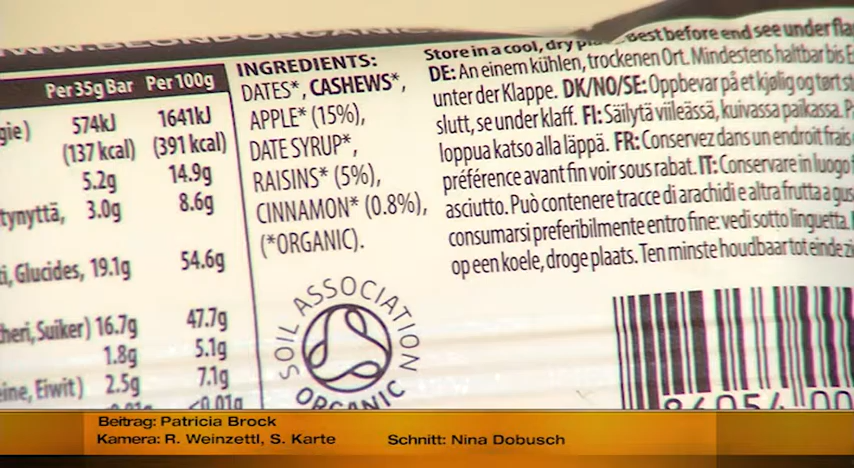 WWW.BEONDORGANIC
Per 35g Bar Per 100g
gie) 574kJ 1641kJ
(137 kcal) (391 kcal)
5.2g 14.9g
tynyttä, 3.0g 8.6g
ti, Glucides, 19.1g 54.6g
heri, Suiker) 16.7g 47.7g
1.8g 5.1g
eine, Eiwit) 2.5g 7.1g
<0.01g
INGREDIENTS:
DATES*, CASHEWS*,
APPLE* (15%),
DATE SYRUP*,
RAISINS* (5%),
CINNAMON* (0.8%),
(*ORGANIC).
SOIL ASSOCIATION
ORGANIC
Store in a cool, dry best before end see under fla
DE: An einem kühlen, trockenen Ort. Mindestens haltbar bis E
unter der Klappe. DK/NO/SE: Oppbevar på et kjølig og tørt st
slutt, se under klaff. FI: Säilytä viileässä, kuivassa paikassa. P
loppua katso alla läppä. FR: Conservez dans un endroit frais
préférence avant fin voir sous rabat. IT: Conservare in luogo f
asciutto. Può contenere tracce di arachidi e altra frutta a gus
consumarsi preferibilmente entro fine: vedi sotto linguetta.
op een koele, droge plaats. Ten minste houdbaar tot einde zi
Beitrag: Patricia Brock
Kamera: R. Weinzettl, S. Karte Schnitt: Nina Dobusch